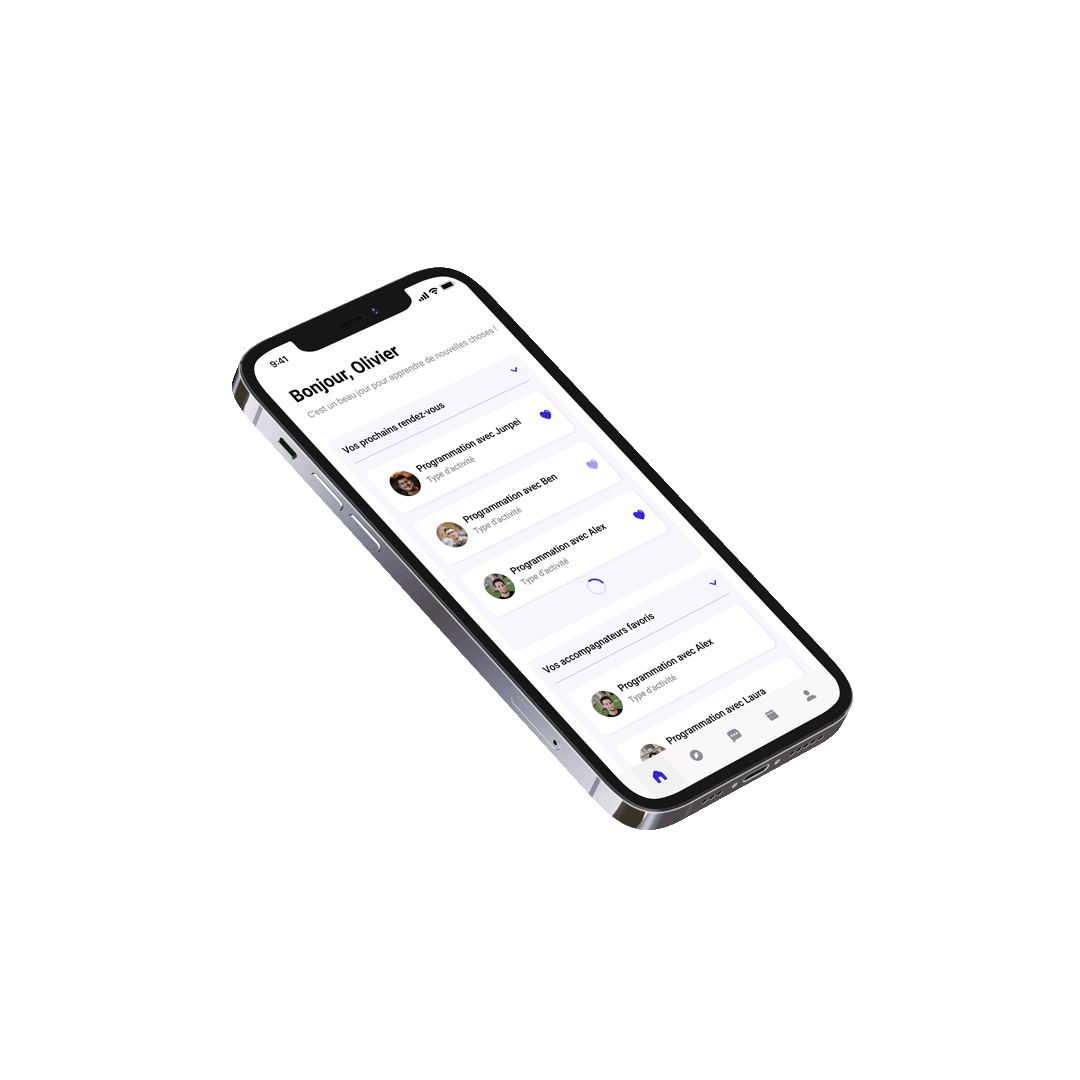 9:41
Bonjour, Olivier
C'est un beau jour pour apprendre de nouvelles choses !
Vos prochains rendez-vous
Programmation avec Junpei
Type d'activité
Programmation avec Ben
Type d'activité
Programmation avec Alex
Type d'activité
Vos accompagnateurs favoris
Programmation avec Alex
Type d'activité
Programmation avec Laura